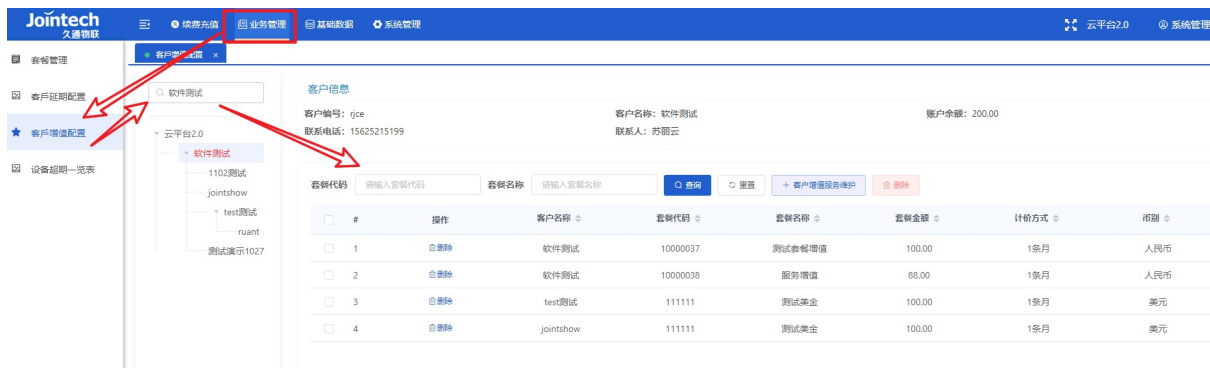 Jointech
久通物联
续费充值 业务管理 基础数据 系统管理 云平台2.0 系统管理
套餐管理
客戶延期配置
客戶增值配置
设备超期一览表
客戶增值配置 ×
软件测试
云平台2.0
软件测试
1102测试
jointshow
test测试
ruant
测试演示1027
客户信息
客户编号: rjce 客户名称: 软件测试 账户余额: 200.00
联系电话: 15625215199 联系人: 苏丽云
套餐代码 请输入套餐代码 套餐名称 请输入套餐名称 查询 重置 + 客户增值服务维护 删除
# 操作 客户名称 套餐代码 套餐名称 套餐金额 计价方式 币别
1 删除 软件测试 10000037 测试套餐增值 100.00 1条月 人民币
2 删除 软件测试 10000038 服务增值 88.00 1条月 人民币
3 删除 test测试 111111 测试美金 100.00 1条月 美元
4 删除 jointshow 111111 测试美金 100.00 1条月 美元